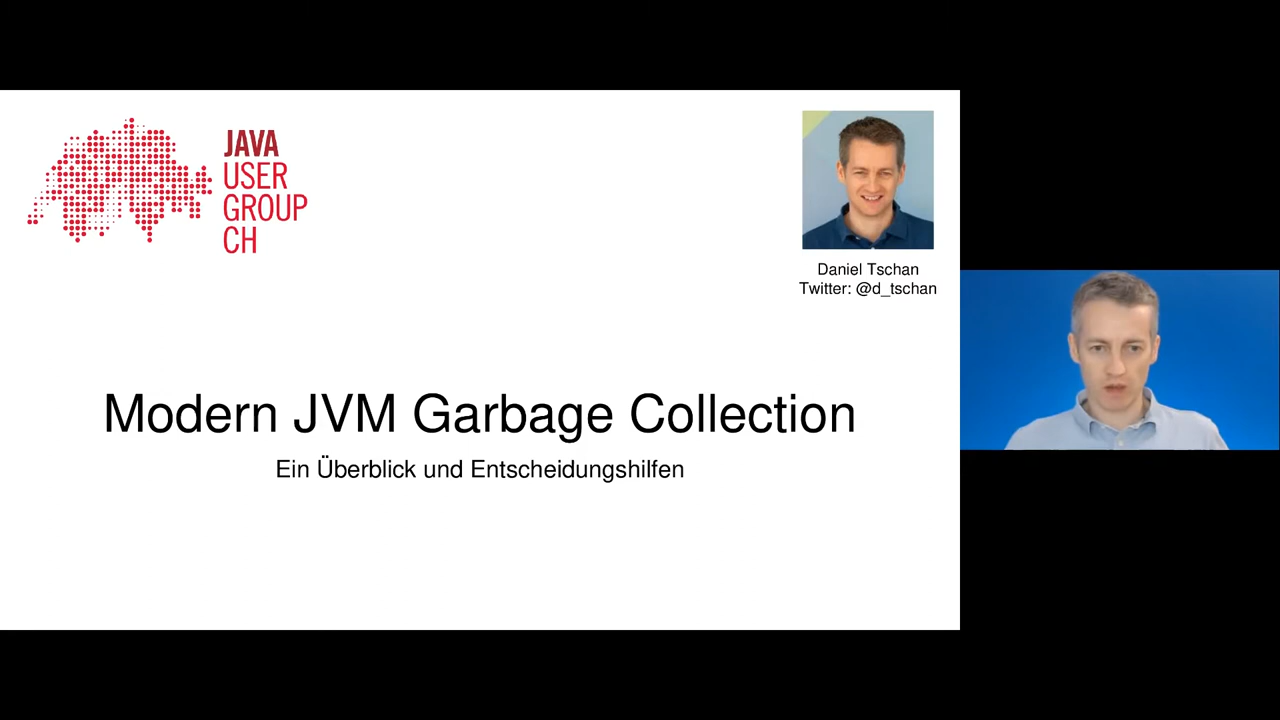 JAVA
USER
GROUP
CH
Daniel Tschan
Twitter: @d_tschan
Modern JVM Garbage Collection
Ein Überblick und Entscheidungshilfen